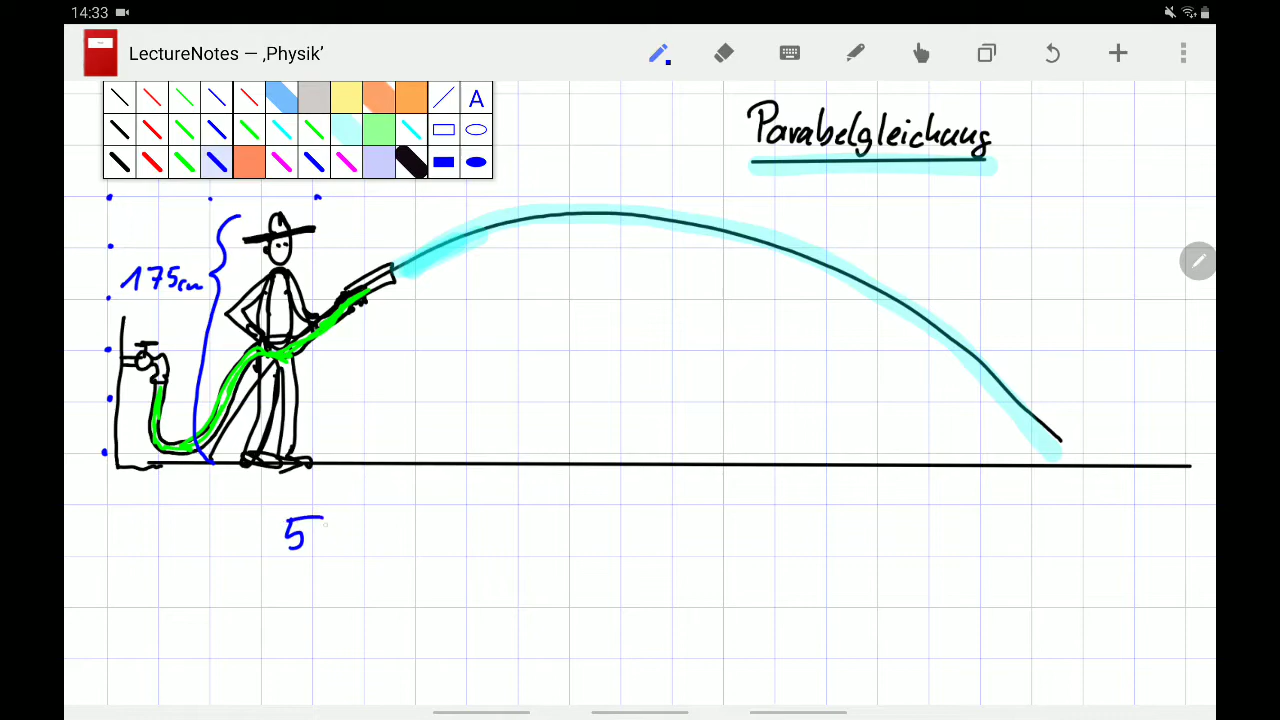 14:33
LectureNotes — ‚Physik’
A
Parabelgleichung
175cm
5